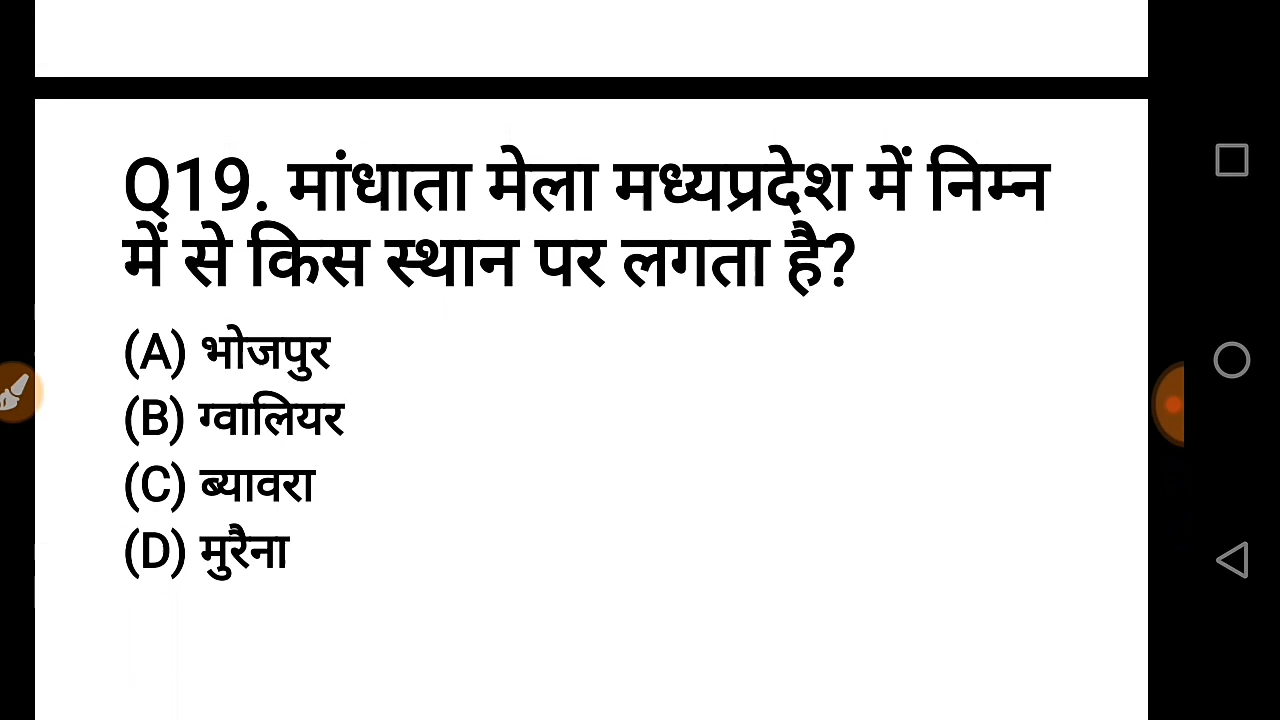 Q19. मांधाता मेला मध्यप्रदेश में निम्न
में से किस स्थान पर लगता है?
(A) भोजपुर
(B) ग्वालियर
(C) ब्यावरा
(D) मुरैना